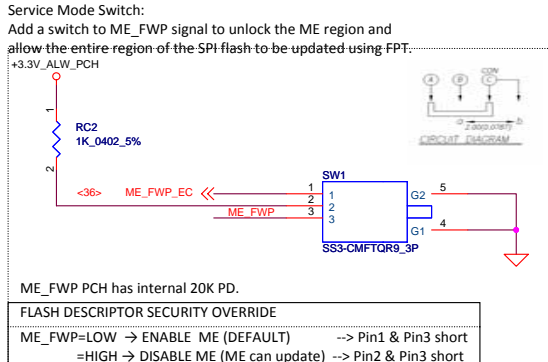 Service Mode Switch:
Add a switch to ME_FWP signal to unlock the ME region and
allow the entire region of the SPI flash to be updated using FPT.
+3.3V_ALW_PCH
CON
A B C
1
RC2
1K_0402_5%
2
a 2.00(0.0787) b
CIRCUIT DIAGRAM
SW1
<36> ME_FWP_EC 1 1 G2 5
2 2
ME_FWP 3 3
G1 4
SS3-CMFTQR9_3P
ME_FWP PCH has internal 20K PD.
FLASH DESCRIPTOR SECURITY OVERRIDE
ME_FWP=LOW → ENABLE ME (DEFAULT) --> Pin1 & Pin3 short
=HIGH → DISABLE ME (ME can update) --> Pin2 & Pin3 short